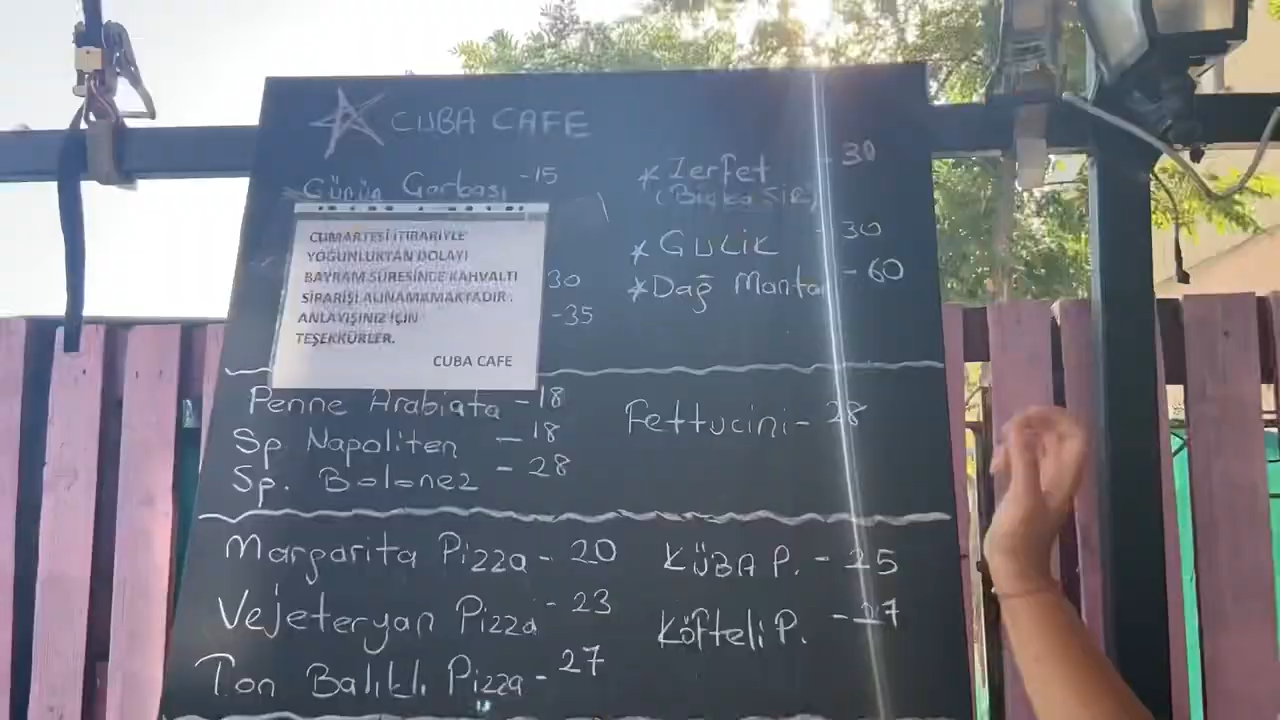 CUBA CAFE
Günün Çorbası -15
CUMARTESİ İTİBARİYLE
YOĞUNLUKTAN DOLAYI
BAYRAM SÜRESİNCE KAHVALTI
SİPARİŞİ ALINAMAMAKTADIR.
ANLAYIŞINIZ İÇİN
TEŞEKKÜRLER.
CUBA CAFE
30
-35
* Zerfet - 30
* GULİK - 30
* Dağ Mantarı - 60
Penne Arabiata - 18
Sp Napoliten - 18
Sp. Bolonez - 28
Fettucini - 28
Margarita Pizza - 20
Vejeteryan Pizza - 23
Ton Balıklı Pizza - 27
KÜBA P. - 25
Köfteli P. - 27